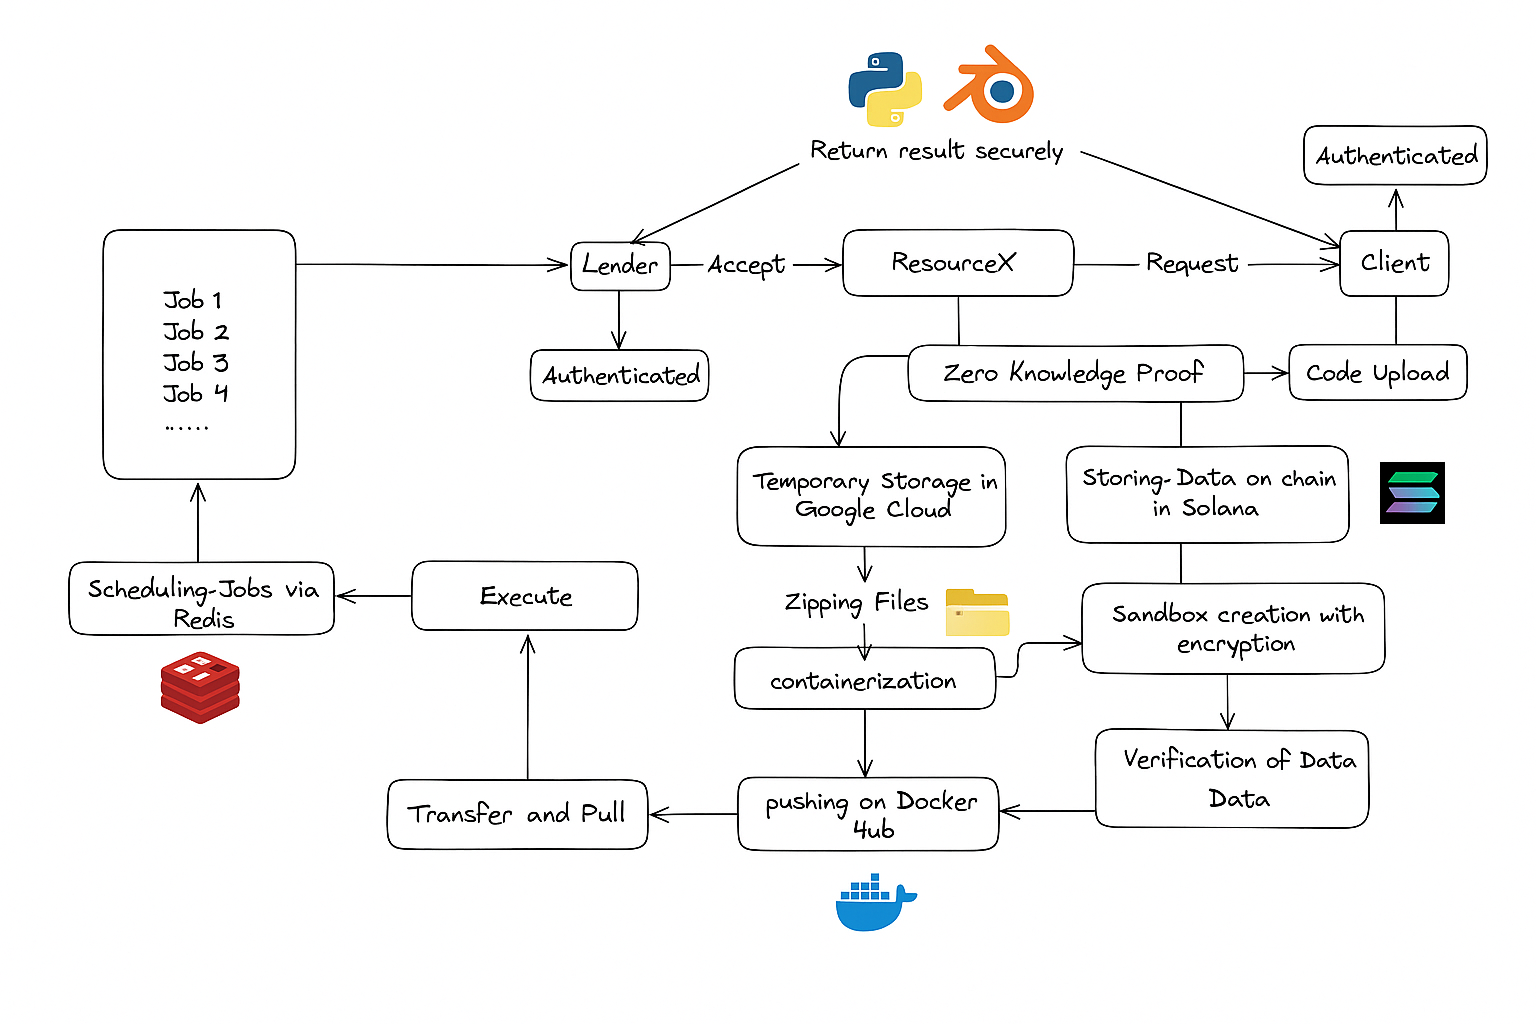 Return result securely
Authenticated
Lender
Accept
ResourceX
Request
Client
Job 1
Job 2
Job 3
Job 4
......
Authenticated
Zero Knowledge Proof
Code Upload
Temporary Storage in
Google Cloud
Storing-Data on chain
in Solana
Scheduling-Jobs via
Redis
Execute
Zipping Files
Sandbox creation with
encryption
containerization
Verification of Data
Data
Transfer and Pull
pushing on Docker
4ub